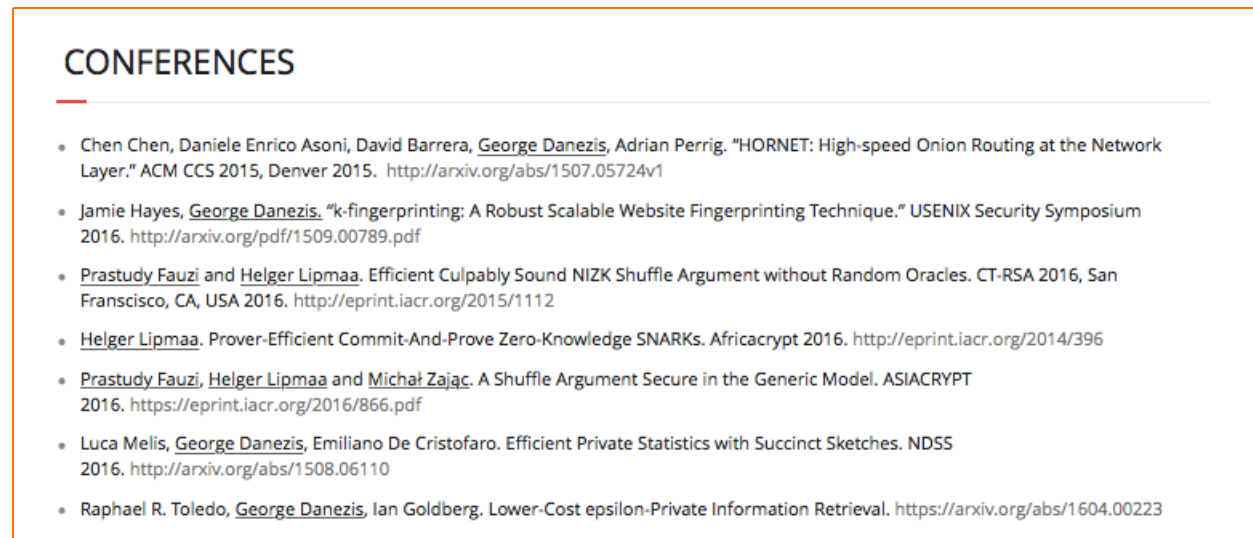 CONFERENCES
Chen Chen, Daniele Enrico Asoni, David Barrera, George Danezis, Adrian Perrig. “HORNET: High-speed Onion Routing at the Network
Layer.” ACM CCS 2015, Denver 2015. http://arxiv.org/abs/1507.05724v1
Jamie Hayes, George Danezis. “k-fingerprinting: A Robust Scalable Website Fingerprinting Technique.” USENIX Security Symposium
2016. http://arxiv.org/pdf/1509.00789.pdf
Prastudy Fauzi and Helger Lipmaa. Efficient Culpably Sound NIZK Shuffle Argument without Random Oracles. CT-RSA 2016, San
Franscisco, CA, USA 2016. http://eprint.iacr.org/2015/1112
Helger Lipmaa. Prover-Efficient Commit-And-Prove Zero-Knowledge SNARKs. Africacrypt 2016. http://eprint.iacr.org/2014/396
Prastudy Fauzi, Helger Lipmaa and Michał Zając. A Shuffle Argument Secure in the Generic Model. ASIACRYPT
2016. https://eprint.iacr.org/2016/866.pdf
Luca Melis, George Danezis, Emiliano De Cristofaro. Efficient Private Statistics with Succinct Sketches. NDSS
2016. http://arxiv.org/abs/1508.06110
Raphael R. Toledo, George Danezis, Ian Goldberg. Lower-Cost epsilon-Private Information Retrieval. https://arxiv.org/abs/1604.00223